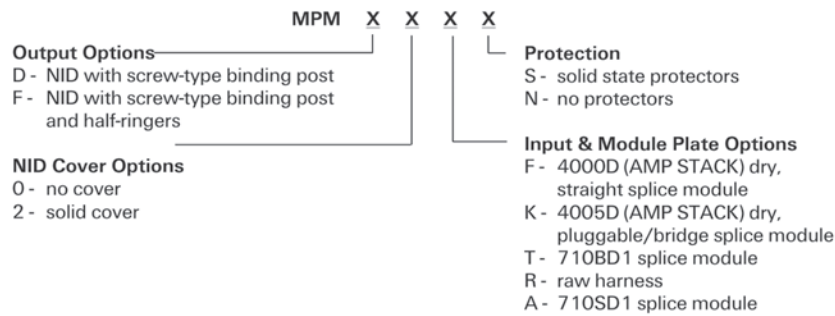 MPM X X X X
Output Options
D - NID with screw-type binding post
F - NID with screw-type binding post
and half-ringers
NID Cover Options
0 - no cover
2 - solid cover
Protection
S - solid state protectors
N - no protectors
Input & Module Plate Options
F - 4000D (AMP STACK) dry,
straight splice module
K - 4005D (AMP STACK) dry,
pluggable/bridge splice module
T - 710BD1 splice module
R - raw harness
A - 710SD1 splice module